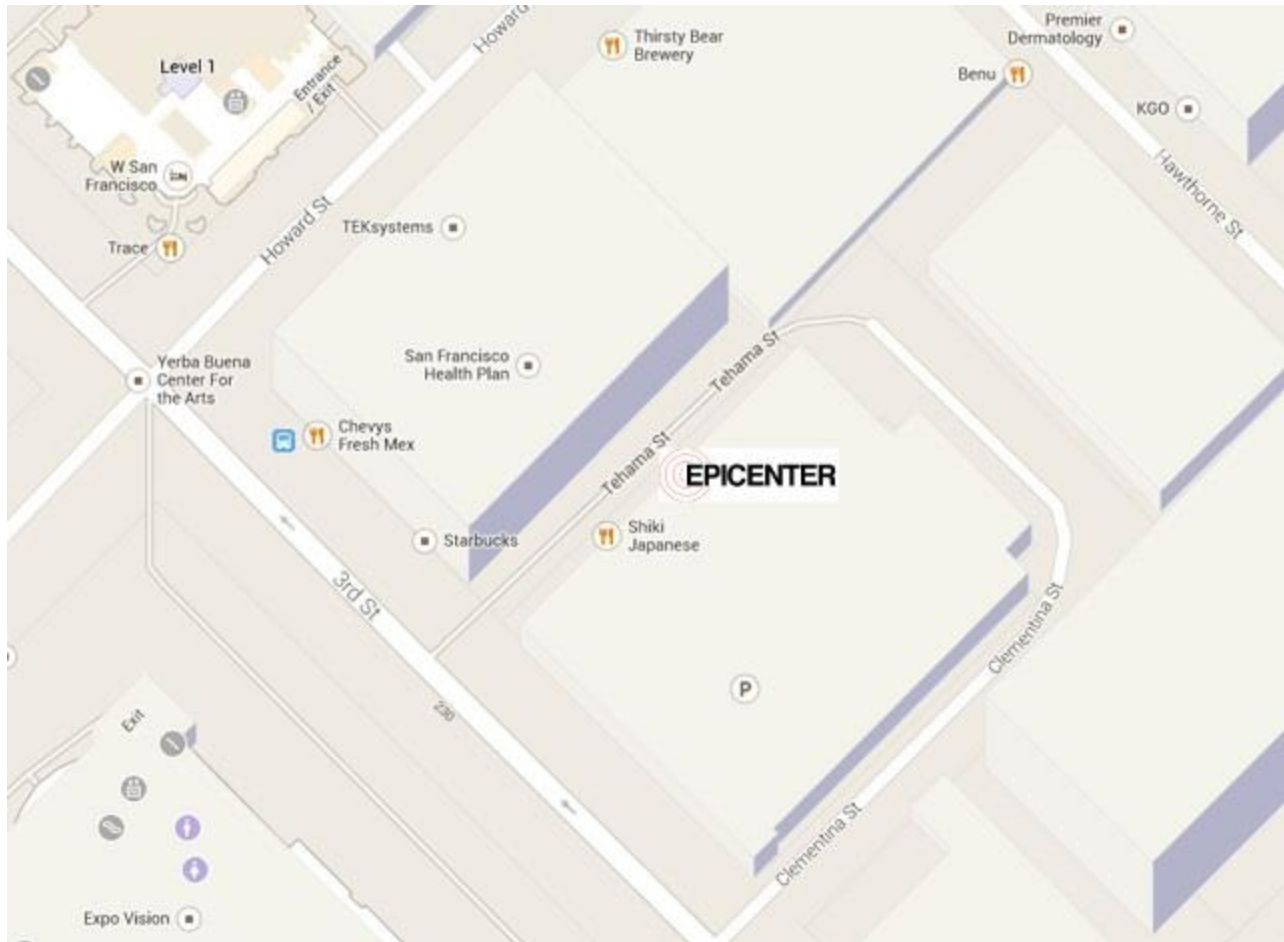 Howard
Thirsty Bear
Brewery
Premier
Dermatology
Level 1
Entrance
/ Exit
Benu
KGO
W San
Francisco
Hawthorne St
Howard St
TEKsystems
Trace
Tehama St
San Francisco
Health Plan
Yerba Buena
Center For
the Arts
Chevys
Fresh Mex
Tehama St
EPICENTER
Starbucks
Shiki
Japanese
3rd St
Clementina St
P
230
Exit
Clementina St
Expo Vision